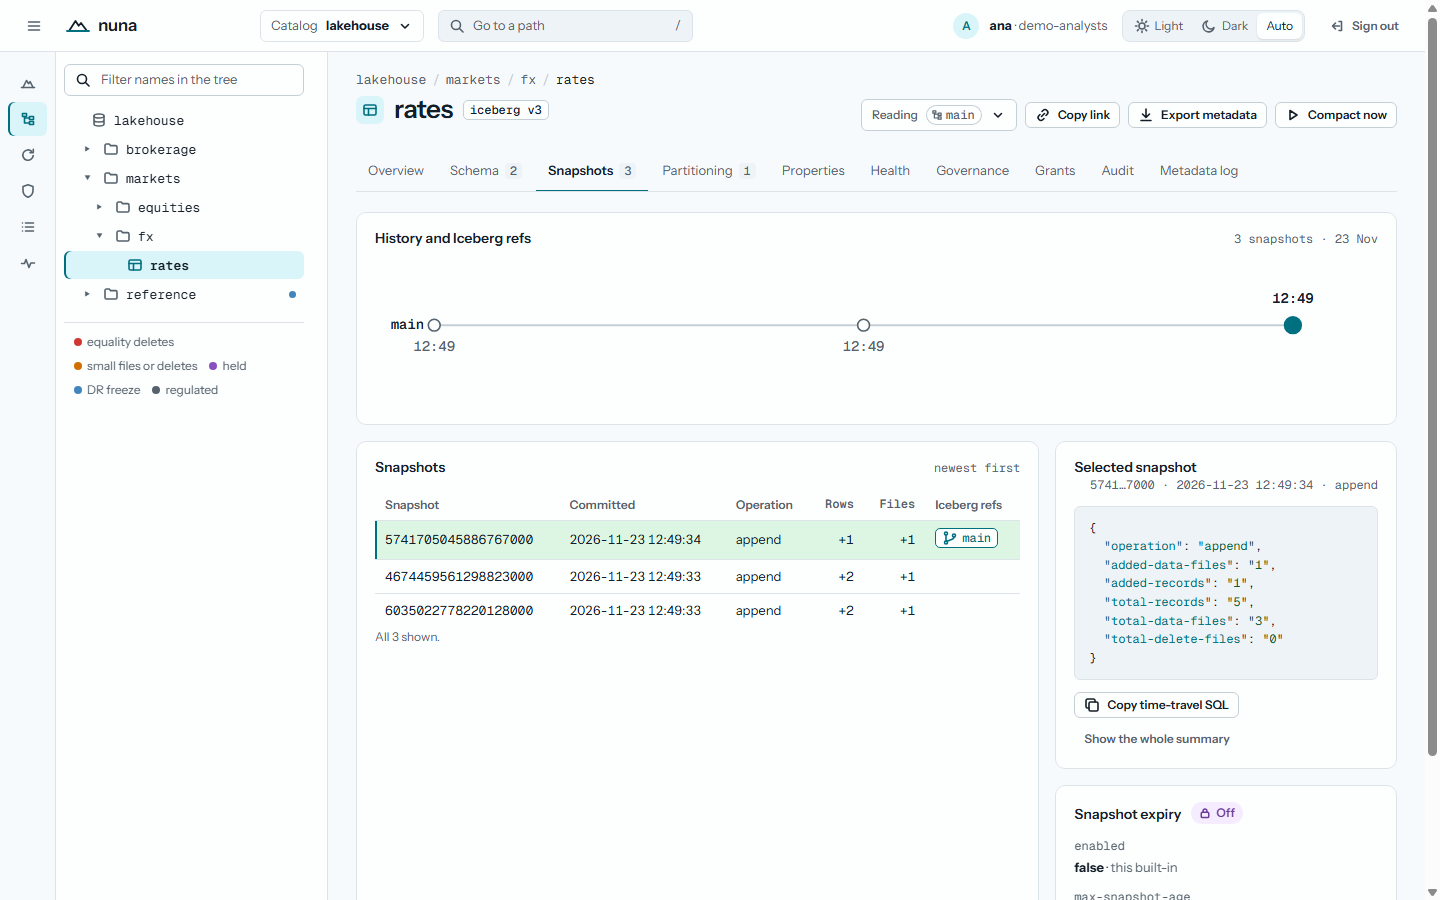 nuna
Catalog lakehouse
Go to a path /
A ana · demo-analysts
Light Dark Auto
Sign out
Filter names in the tree
lakehouse
brokerage
markets
equities
fx
rates
reference
equality deletes
small files or deletes held
DR freeze regulated
lakehouse / markets / fx / rates
rates iceberg v3
Reading main
Copy link
Export metadata
Compact now
Overview Schema 2 Snapshots 3 Partitioning 1 Properties Health Governance Grants Audit Metadata log
History and Iceberg refs
3 snapshots · 23 Nov
12:49
main
12:49 12:49
Snapshots
newest first
Snapshot Committed Operation Rows Files Iceberg refs
5741705045886767000 2026-11-23 12:49:34 append +1 +1 main
4674459561298823000 2026-11-23 12:49:33 append +2 +1
6035022778220128000 2026-11-23 12:49:33 append +2 +1
All 3 shown.
Selected snapshot
5741…7000 · 2026-11-23 12:49:34 · append
{
"operation": "append",
"added-data-files": "1",
"added-records": "1",
"total-records": "5",
"total-data-files": "3",
"total-delete-files": "0"
}
Copy time-travel SQL
Show the whole summary
Snapshot expiry Off
enabled
false · this built-in
max-snapshot-age